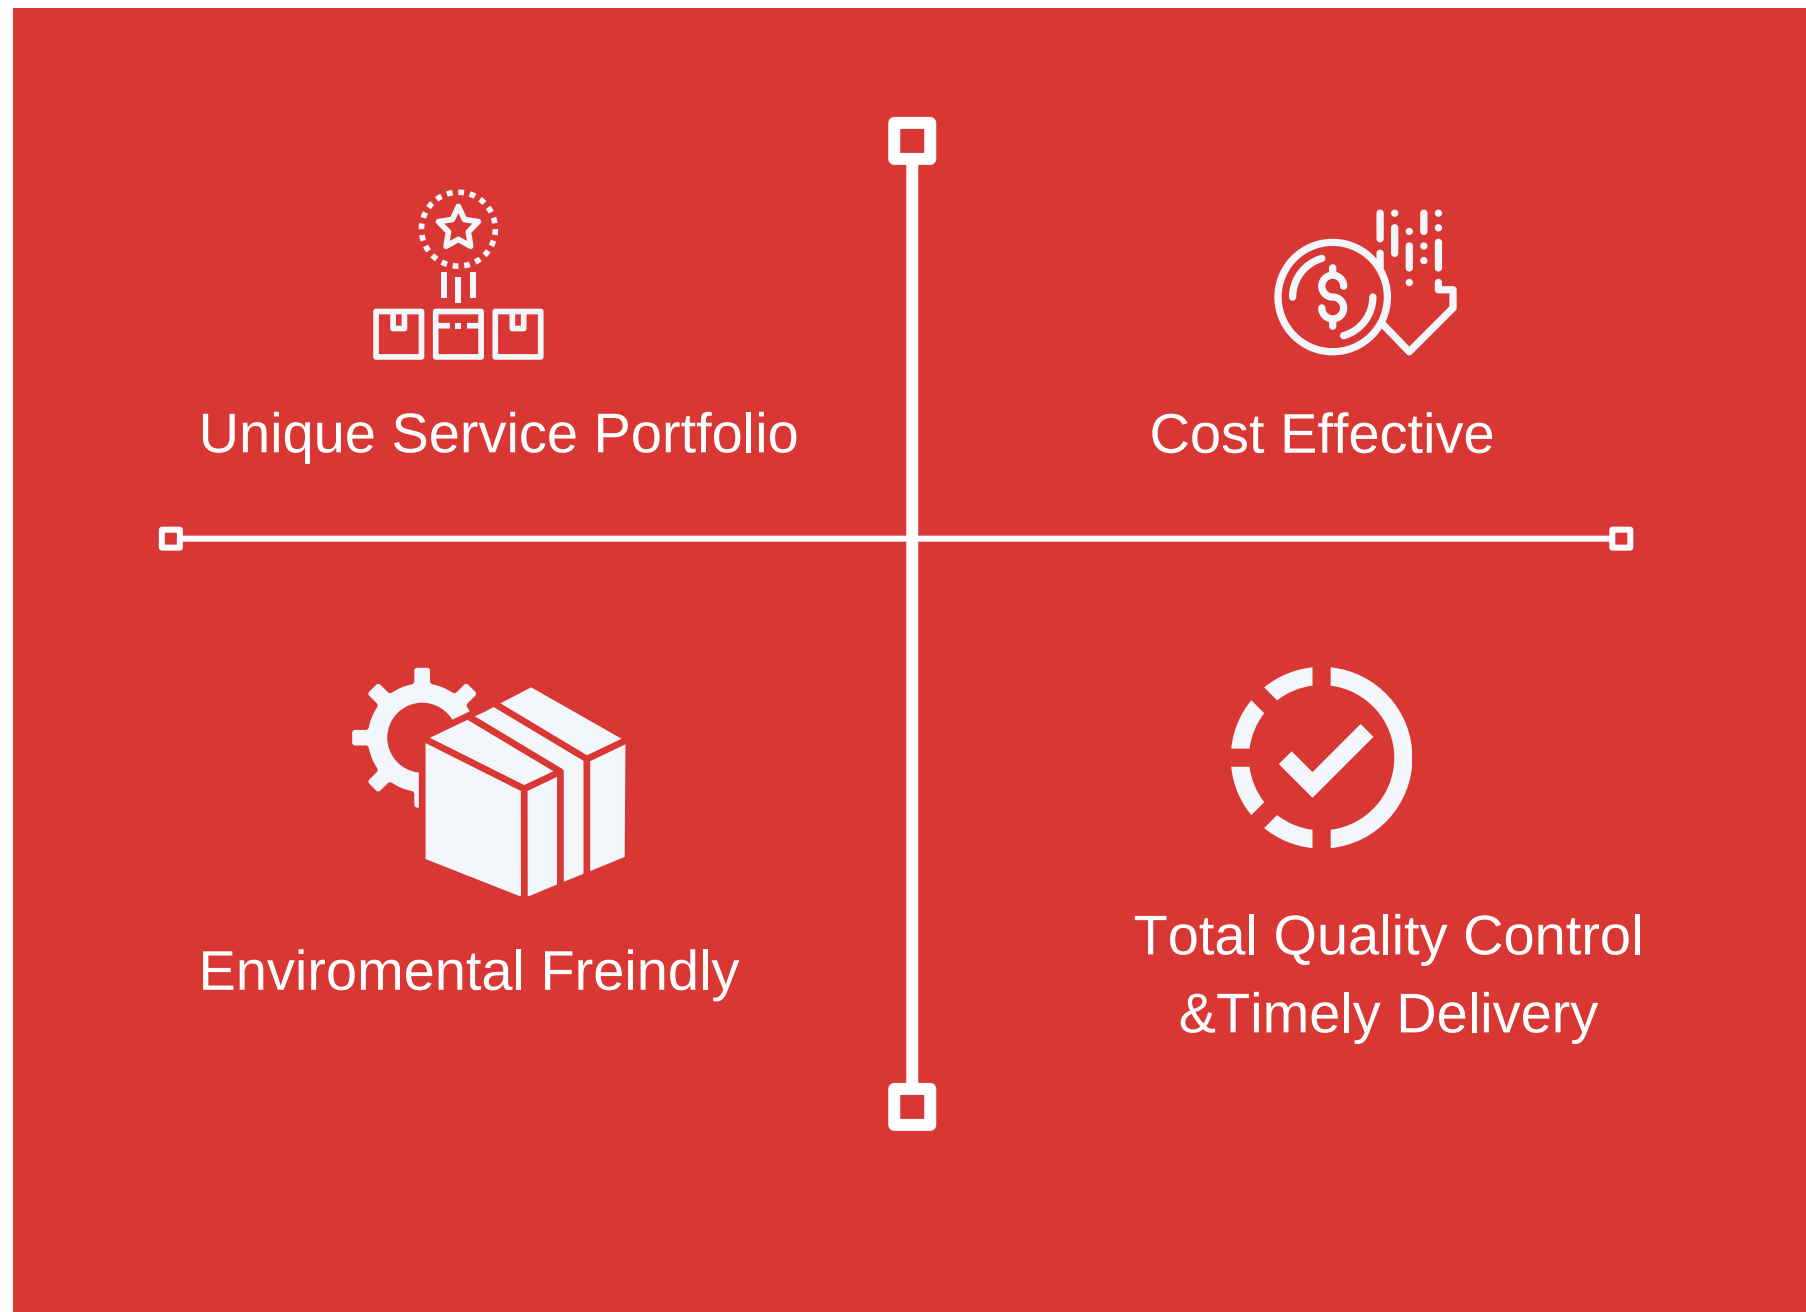 Unique Service Portfolio
Cost Effective
Enviromental Freindly
Total Quality Control
&Timely Delivery